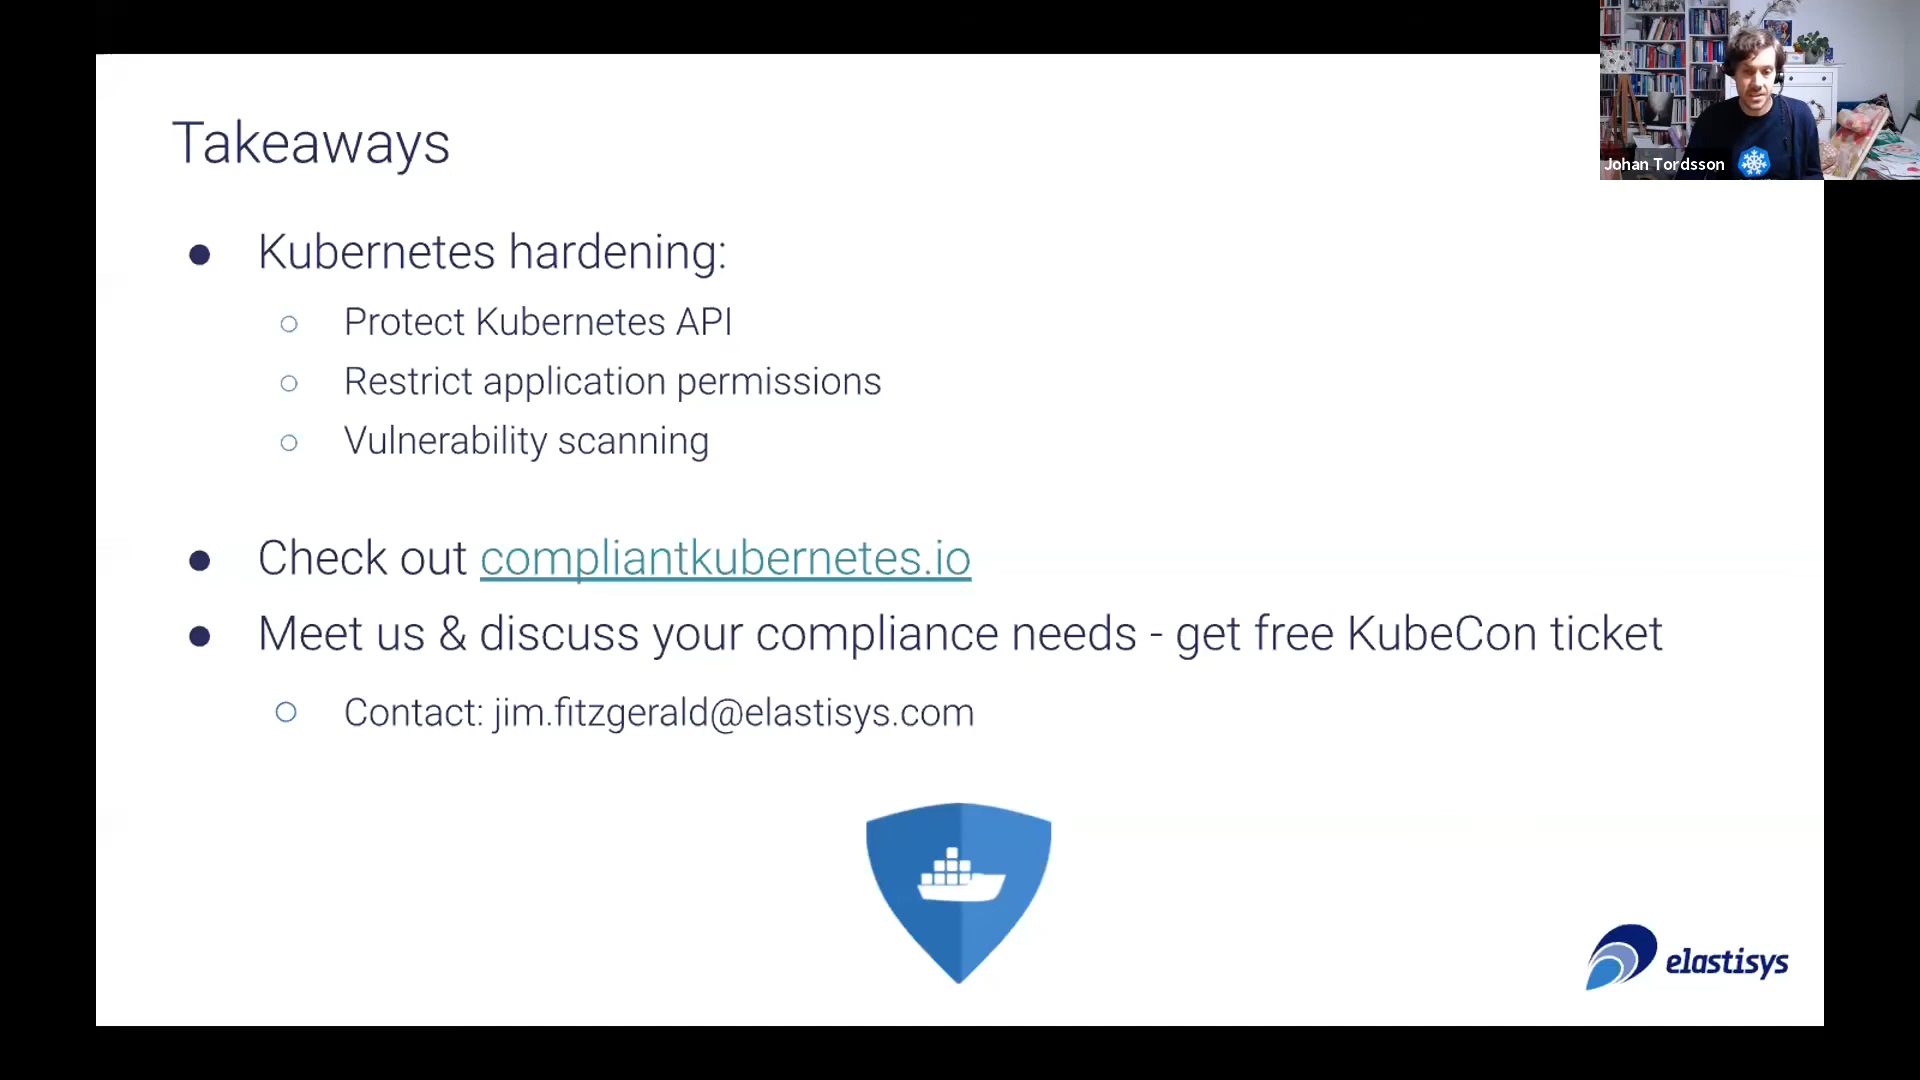 Takeaways
Johan Tordsson
Kubernetes hardening:
Protect Kubernetes API
Restrict application permissions
Vulnerability scanning
Check out compliantkubernetes.io
Meet us & discuss your compliance needs - get free KubeCon ticket
Contact: jim.fitzgerald@elastisys.com
elastisys